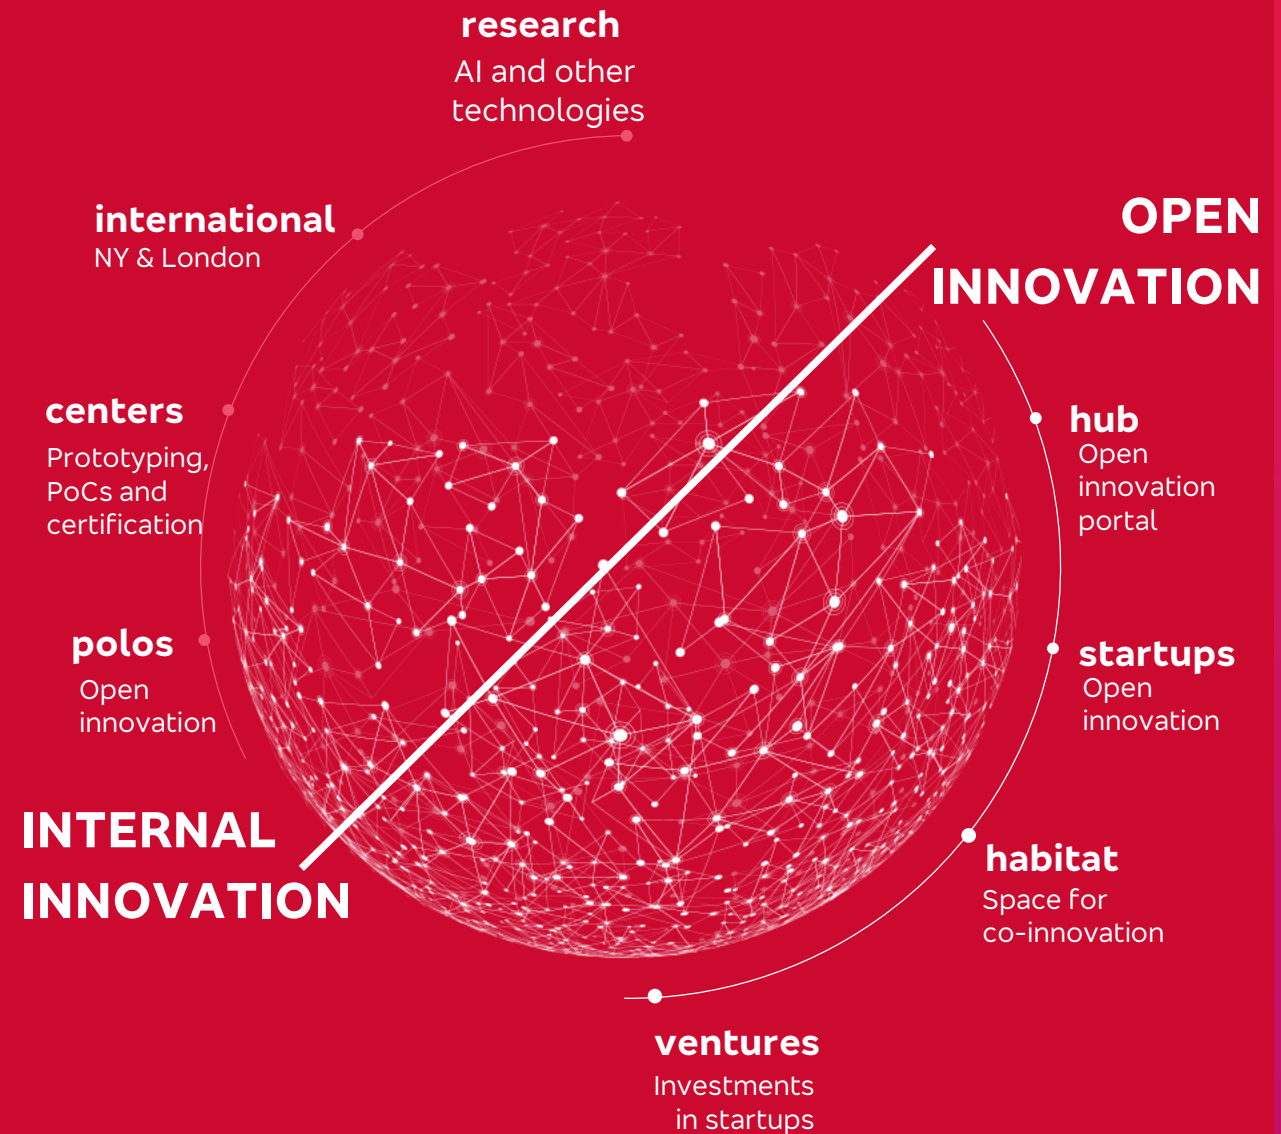 research
AI and other
technologies
international
NY & London
centers
Prototyping,
PoCs and
certification
polos
Open
innovation
INTERNAL
INNOVATION
OPEN
INNOVATION
hub
Open
innovation
portal
startups
Open
innovation
habitat
Space for
co-innovation
ventures
Investments
in startups